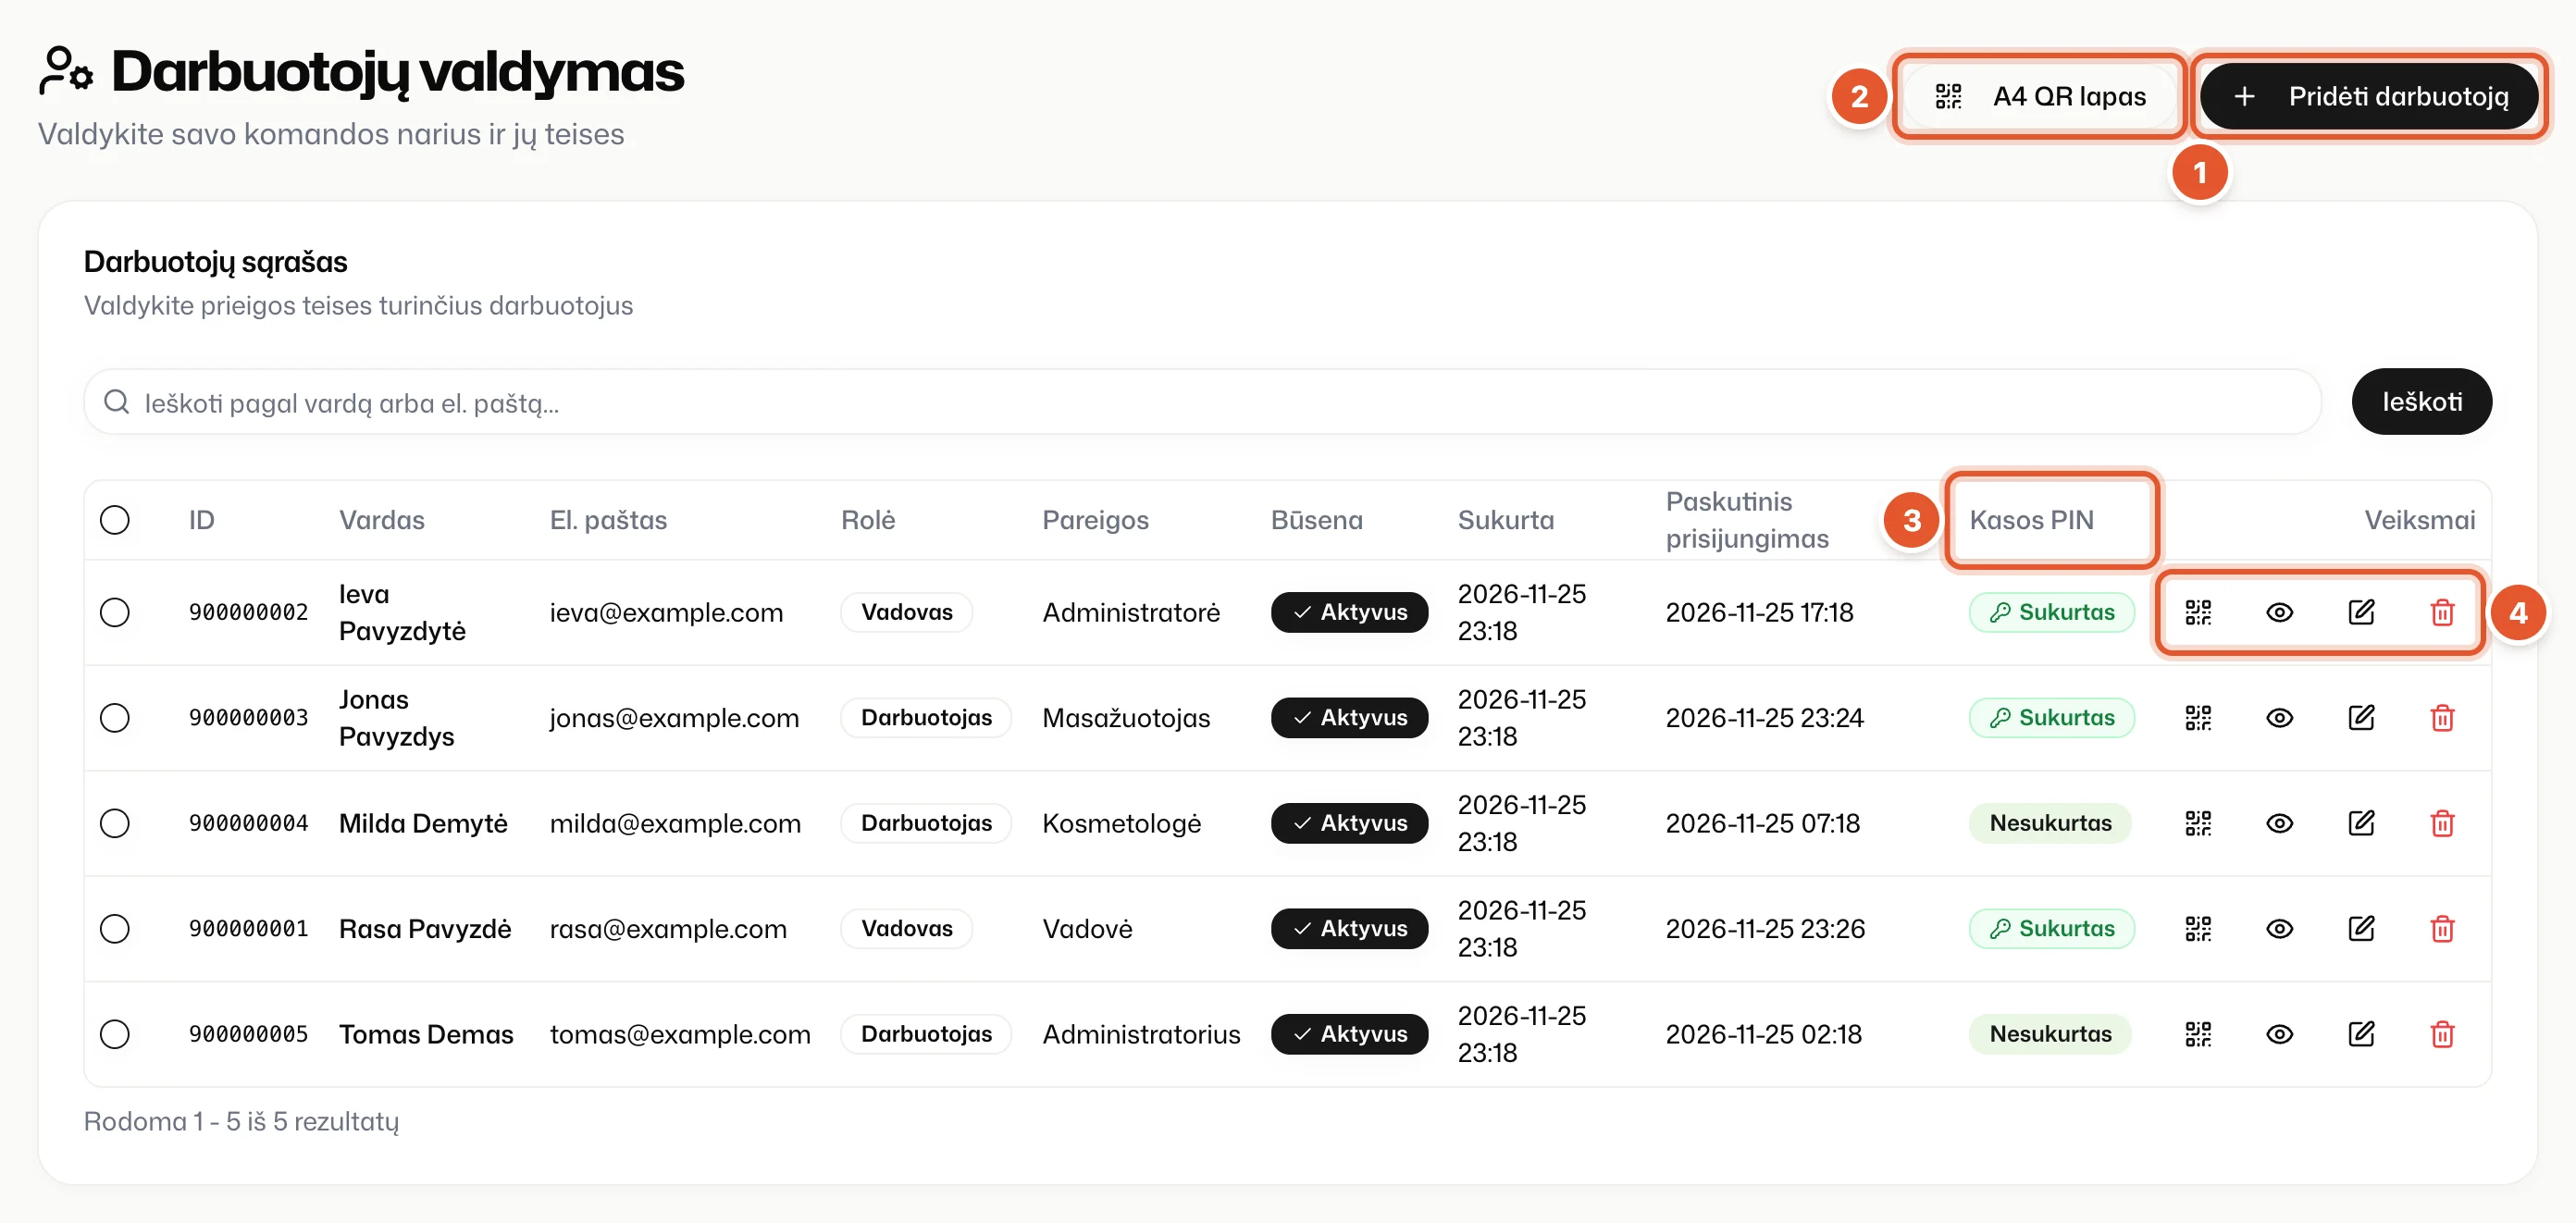 Darbuotojų valdymas
Valdykite savo komandos narius ir jų teises
2
A4 QR lapas
+ Pridėti darbuotoją
1
Darbuotojų sąrašas
Valdykite prieigos teises turinčius darbuotojus
Ieškoti pagal vardą arba el. paštą...
Ieškoti
ID Vardas El. paštas Rolė Pareigos Būsena Sukurta Paskutinis prisijungimas 3 Kasos PIN Veiksmai
900000002 Ieva Pavyzdytė ieva@example.com Vadovas Administratorė Aktyvus 2026-11-25 23:18 2026-11-25 17:18 Sukurtas 4
900000003 Jonas Pavyzdys jonas@example.com Darbuotojas Masažuotojas Aktyvus 2026-11-25 23:18 2026-11-25 23:24 Sukurtas
900000004 Milda Demytė milda@example.com Darbuotojas Kosmetologė Aktyvus 2026-11-25 23:18 2026-11-25 07:18 Nesukurtas
900000001 Rasa Pavyzdė rasa@example.com Vadovas Vadovė Aktyvus 2026-11-25 23:18 2026-11-25 23:26 Sukurtas
900000005 Tomas Demas tomas@example.com Darbuotojas Administratorius Aktyvus 2026-11-25 23:18 2026-11-25 02:18 Nesukurtas
Rodoma 1 - 5 iš 5 rezultatų